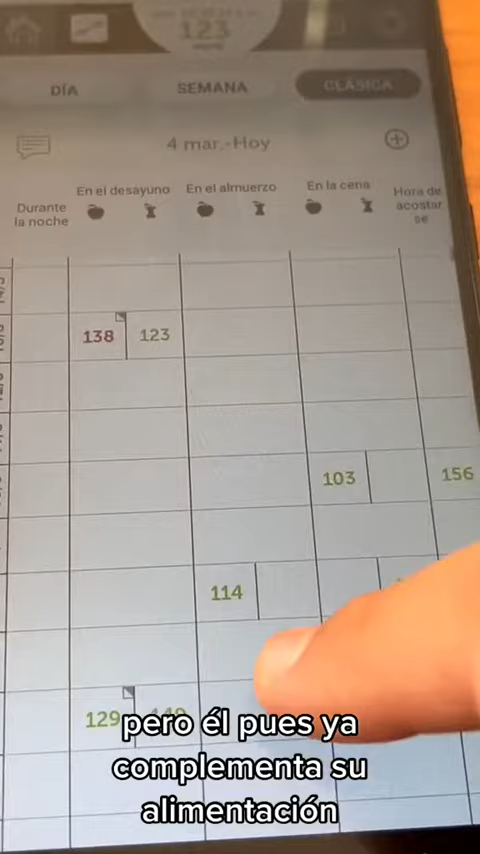 123
DÍA
SEMANA
CLÁSICA
4 mar.-Hoy
En el desayuno
En el almuerzo
En la cena
Durante
la noche
Hora de
acostar
se
138
123
103
156
114
129
pero él pues ya
complementa su
alimentación